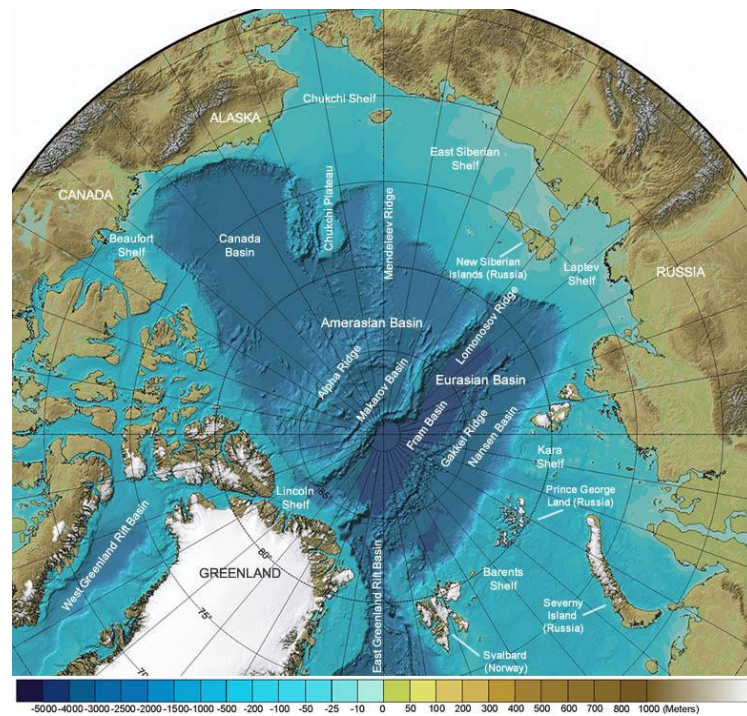 Chukchi Shelf
ALASKA
East Siberian
Shelf
CANADA
Chukchi Plateau
Mendeleev Ridge
Beaufort
Shelf
Canada
Basin
New Siberian
Islands (Russia)
Laptev
Shelf
RUSSIA
Amerasian Basin
Lomonosov Ridge
Alpha Ridge
Makarov Basin
Eurasian Basin
Fram Basin
Gakkel Ridge
Nansen Basin
Kara
Shelf
Lincoln
Shelf
85°
Prince George
Land (Russia)
West Greenland Rift Basin
GREENLAND
80°
East Greenland Rift Basin
Barents
Shelf
75°
Severny
Island
(Russia)
Svalbard
(Norway)
70°
-5000 -4000 -3000 -2000 -1500 -1000 -500 -250 -100 -50 -25 -10 0 50 100 200 300 400 500 600 700 800 1000 (Meters)